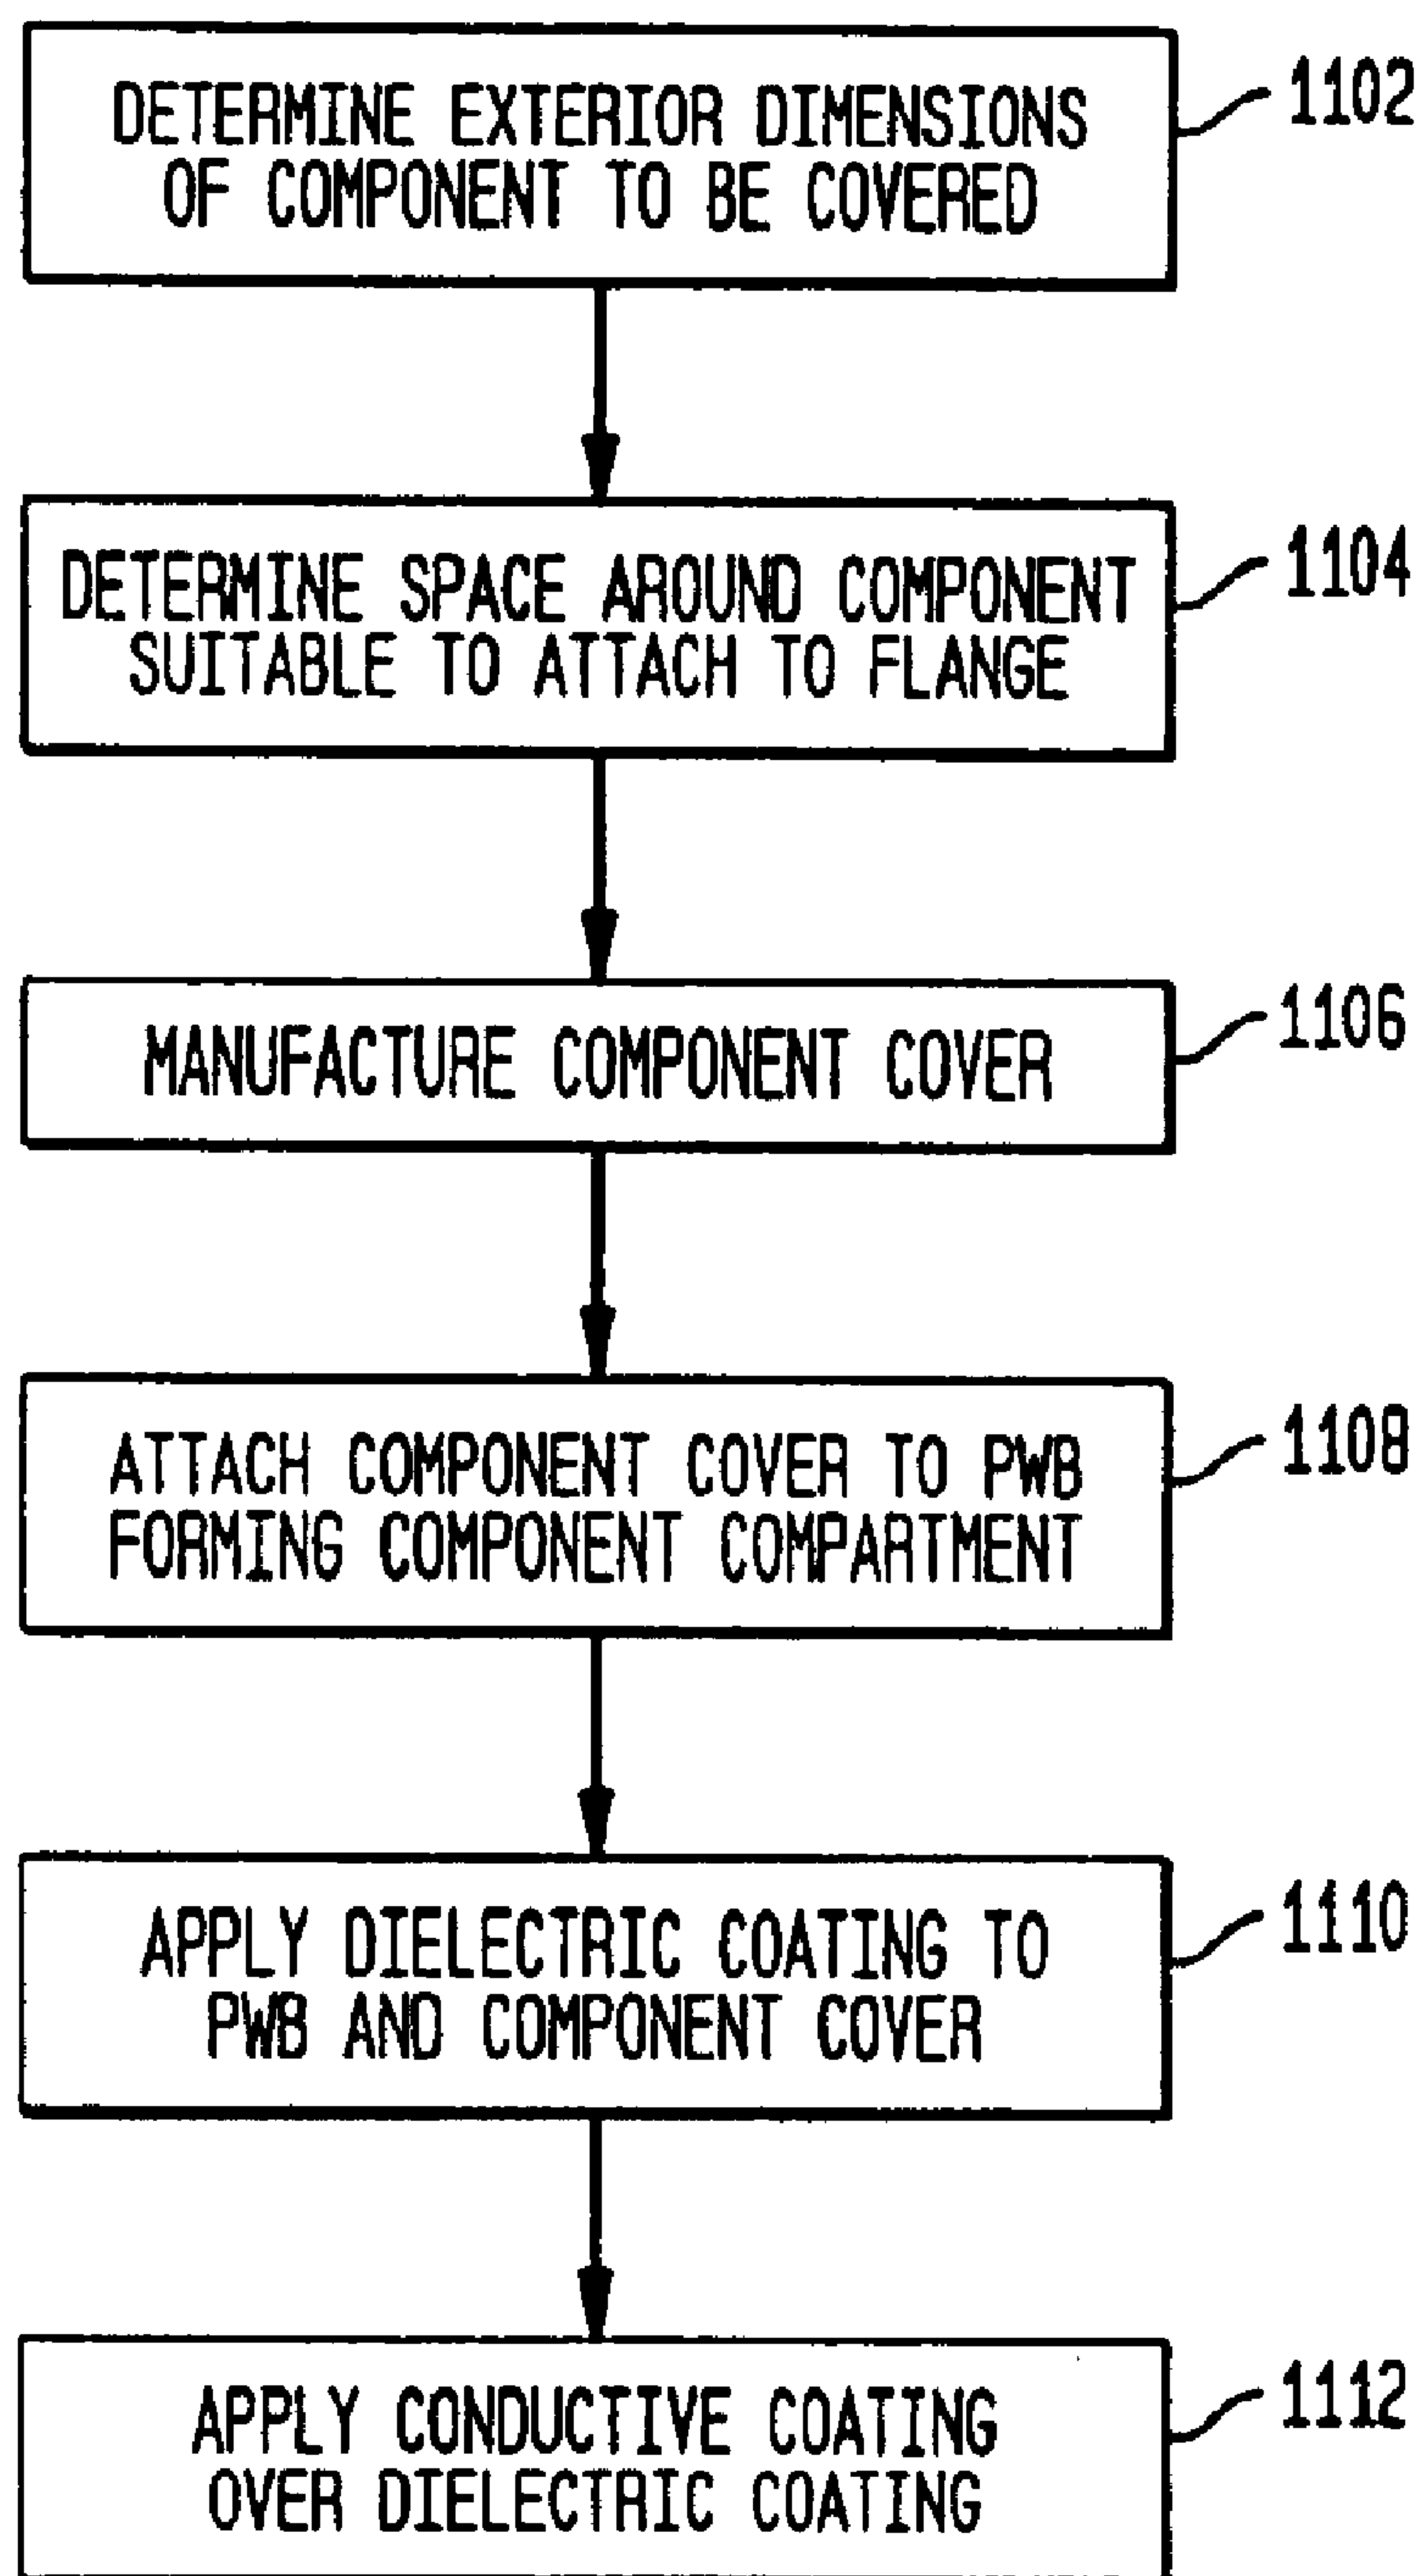 DETERMINE EXTERIOR DIMENSIONS
OF COMPONENT TO BE COVERED
1102
DETERMINE SPACE AROUND COMPONENT
SUITABLE TO ATTACH TO FLANGE
1104
MANUFACTURE COMPONENT COVER
1106
ATTACH COMPONENT COVER TO PWB
FORMING COMPONENT COMPARTMENT
1108
APPLY DIELECTRIC COATING TO
PWB AND COMPONENT COVER
1110
APPLY CONDUCTIVE COATING
OVER DIELECTRIC COATING
1112